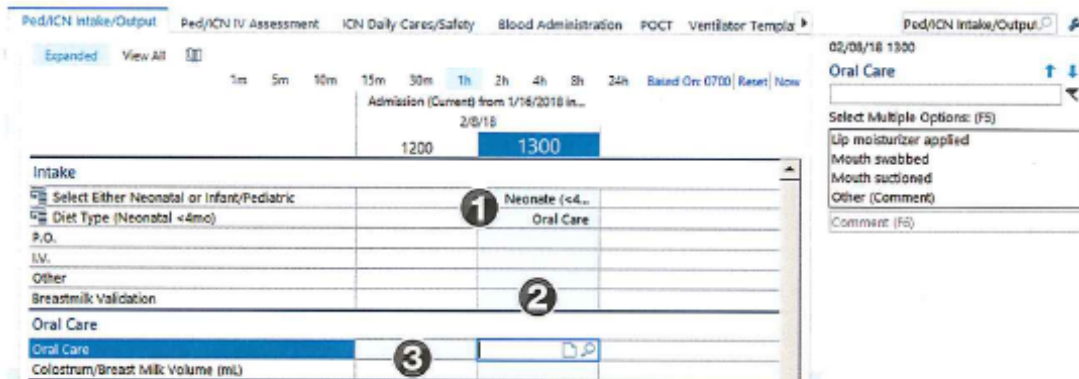 Ped/ICN Intake/Output Ped/ICN IV Assessment ICN Daily Cares/Safety Blood Administration POCT Ventilator Templa
Ped/ICN Intake/Output
Expanded View All
1m 5m 10m 15m 30m 1h 2h 4h 8h 24h Based On: 0700 Reset Now
Admission (Current) from 1/16/2018 in...
2/8/18
1200 1300
Intake
Select Either Neonatal or Infant/Pediatric Neonate (<4...
1
Diet Type (Neonatal <4mo) Oral Care
P.O.
I.V.
Other
Breastmilk Validation
2
Oral Care
Oral Care
3
Colostrum/Breast Milk Volume (mL)
02/08/18 1300
Oral Care
Select Multiple Options: (F5)
Lip moisturizer applied
Mouth swabbed
Mouth suctioned
Other (Comment)
Comment (F6)